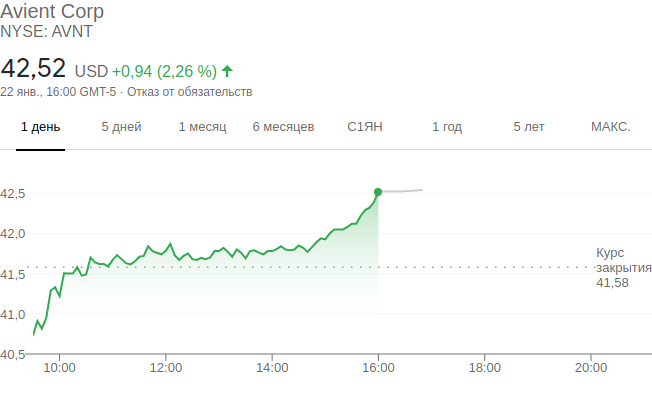 Avient Corp
NYSE: AVNT
42,52 USD +0,94 (2,26 %)
22 янв., 16:00 GMT-5 · Отказ от обязательств
1 день 5 дней 1 месяц 6 месяцев С1ЯН 1 год 5 лет МАКС.
42,5
42,0
Курс
закрытия
41,58
41,5
41,0
40,5
10:00 12:00 14:00 16:00 18:00 20:00